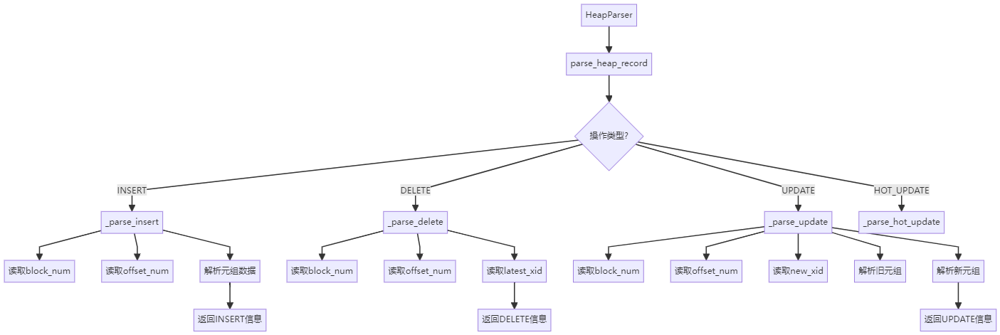 HeapParser
parse_heap_record
操作类型?
INSERT
DELETE
UPDATE
HOT_UPDATE
_parse_insert
_parse_delete
_parse_update
_parse_hot_update
读取block_num
读取offset_num
解析元组数据
读取block_num
读取offset_num
读取latest_xid
读取block_num
读取offset_num
读取new_xid
解析旧元组
解析新元组
返回INSERT信息
返回DELETE信息
返回UPDATE信息